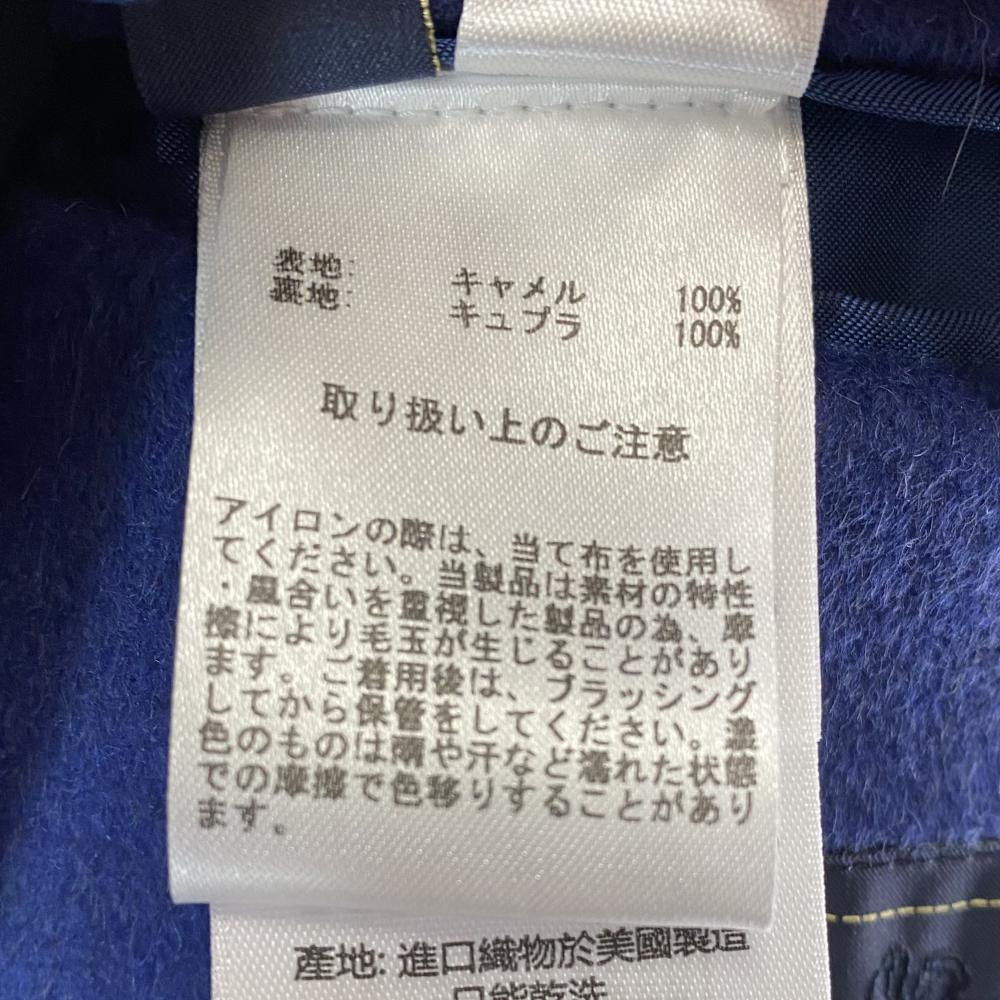 表地: キャメル 100%
裏地: キュプラ 100%
取り扱い上のご注意
アイロンの際は、当て布を使用し
てください。当製品は素材の特性
・風合いを重視した製品の為、摩
擦により毛玉が生じることがあり
ます。ご着用後は、ブラッシング
してから保管をしてください。濃
色のものは雨や汗などで濡れた状態
での摩擦で色移りすることがあり
ます。
產地: 進口織物於美國製造
只能乾洗